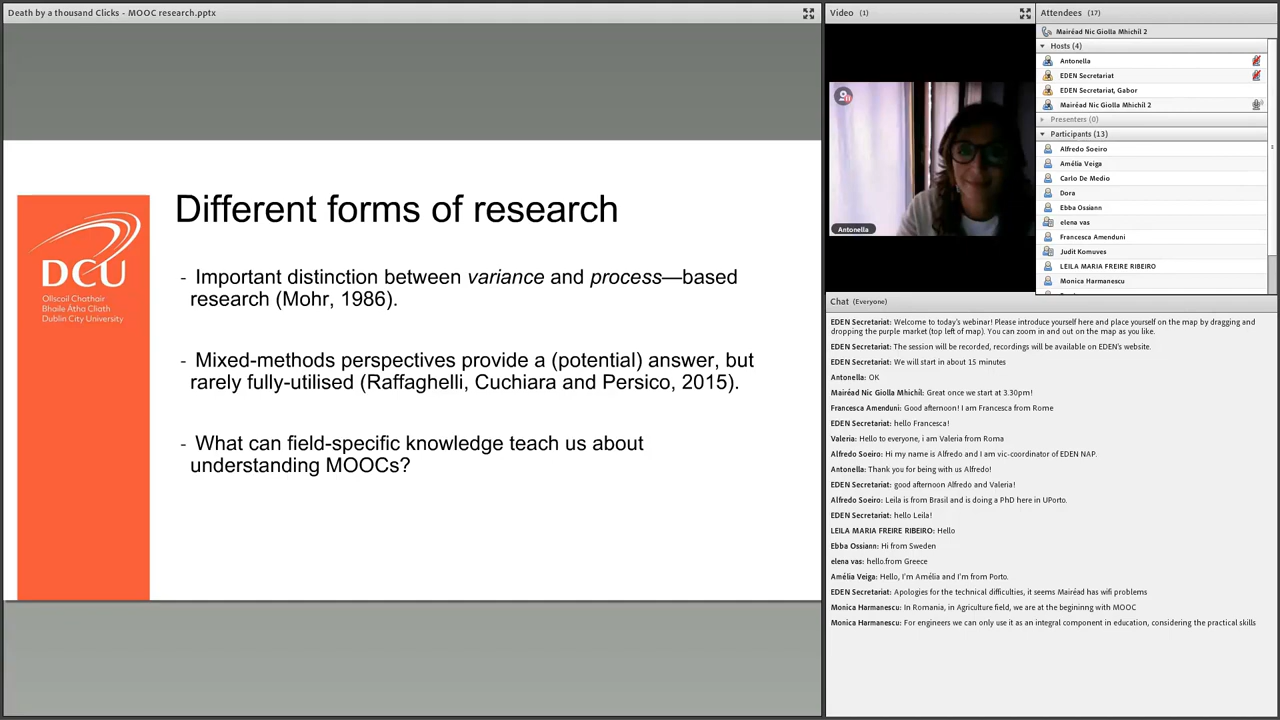 Death by a thousand Clicks - MOOC research.pptx
Different forms of research
DCU
Ollscoil Chathair
Bhaile Átha Cliath
Dublin City University
- Important distinction between variance and process—based
research (Mohr, 1986).
- Mixed-methods perspectives provide a (potential) answer, but
rarely fully-utilised (Raffaghelli, Cuchiara and Persico, 2015).
- What can field-specific knowledge teach us about
understanding MOOCs?
Video (1)
Antonella
Attendees (17)
Mairéad Nic Giolla Mhichíl 2
Hosts (4)
Antonella
EDEN Secretariat
EDEN Secretariat, Gabor
Mairéad Nic Giolla Mhichíl 2
Presenters (0)
Participants (13)
Alfredo Soeiro
Amélia Veiga
Carlo De Medio
Dora
Ebba Ossiann
elena vas
Francesca Amenduni
Judit Komuves
LEILA MARIA FREIRE RIBEIRO
Monica Harmanescu
Chat (Everyone)
EDEN Secretariat: Welcome to today's webinar! Please introduce yourself here and place yourself on the map by dragging and
dropping the purple market (top left of map). You can zoom in and out on the map as you like.
EDEN Secretariat: The session will be recorded, recordings will be available on EDEN's website.
EDEN Secretariat: We will start in about 15 minutes
Antonella: OK
Mairéad Nic Giolla Mhichíl: Great once we start at 3.30pm!
Francesca Amenduni: Good afternoon! I am Francesca from Rome
EDEN Secretariat: hello Francesca!
Valeria: Hello to everyone, i am Valeria from Roma
Alfredo Soeiro: Hi my name is Alfredo and I am vic-coordinator of EDEN NAP.
Antonella: Thank you for being with us Alfredo!
EDEN Secretariat: good afternoon Alfredo and Valeria!
Alfredo Soeiro: Leila is from Brasil and is doing a PhD here in UPorto.
EDEN Secretariat: hello Leila!
LEILA MARIA FREIRE RIBEIRO: Hello
Ebba Ossiann: Hi from Sweden
elena vas: hello.from Greece
Amélia Veiga: Hello, I'm Amélia and I'm from Porto.
EDEN Secretariat: Apologies for the technical difficulties, it seems Mairéad has wifi problems
Monica Harmanescu: In Romania, in Agriculture field, we are at the begininng with MOOC
Monica Harmanescu: For engineers we can only use it as an integral component in education, considering the practical skills